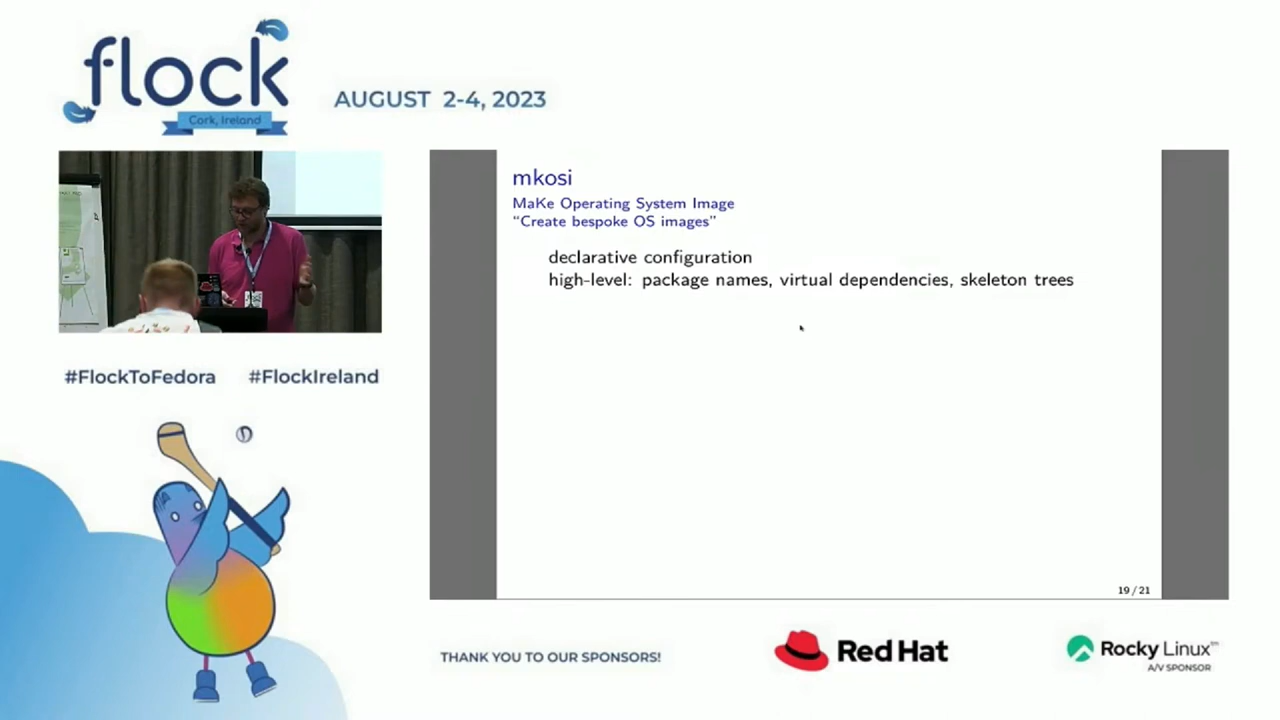 flock
Cork, Ireland
AUGUST 2-4, 2023
#FlockToFedora #FlockIreland
mkosi
MaKe Operating System Image
“Create bespoke OS images”
declarative configuration
high-level: package names, virtual dependencies, skeleton trees
19 / 21
THANK YOU TO OUR SPONSORS!
Red Hat
Rocky Linux™
A/V SPONSOR